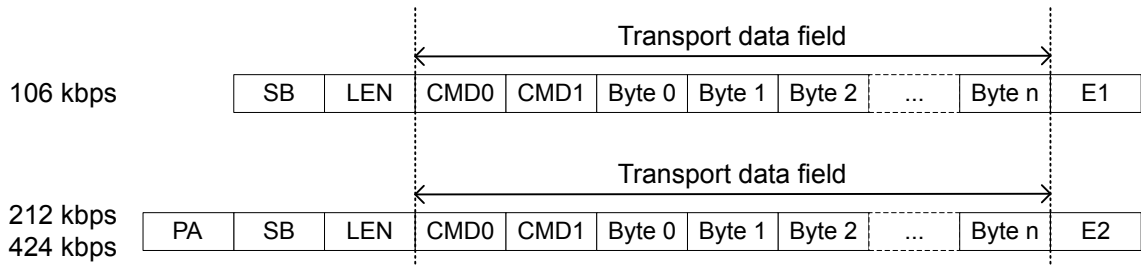 Transport data field
106 kbps SB LEN CMD0 CMD1 Byte 0 Byte 1 Byte 2 ... Byte n E1
Transport data field
212 kbps
424 kbps
PA SB LEN CMD0 CMD1 Byte 0 Byte 1 Byte 2 ... Byte n E2